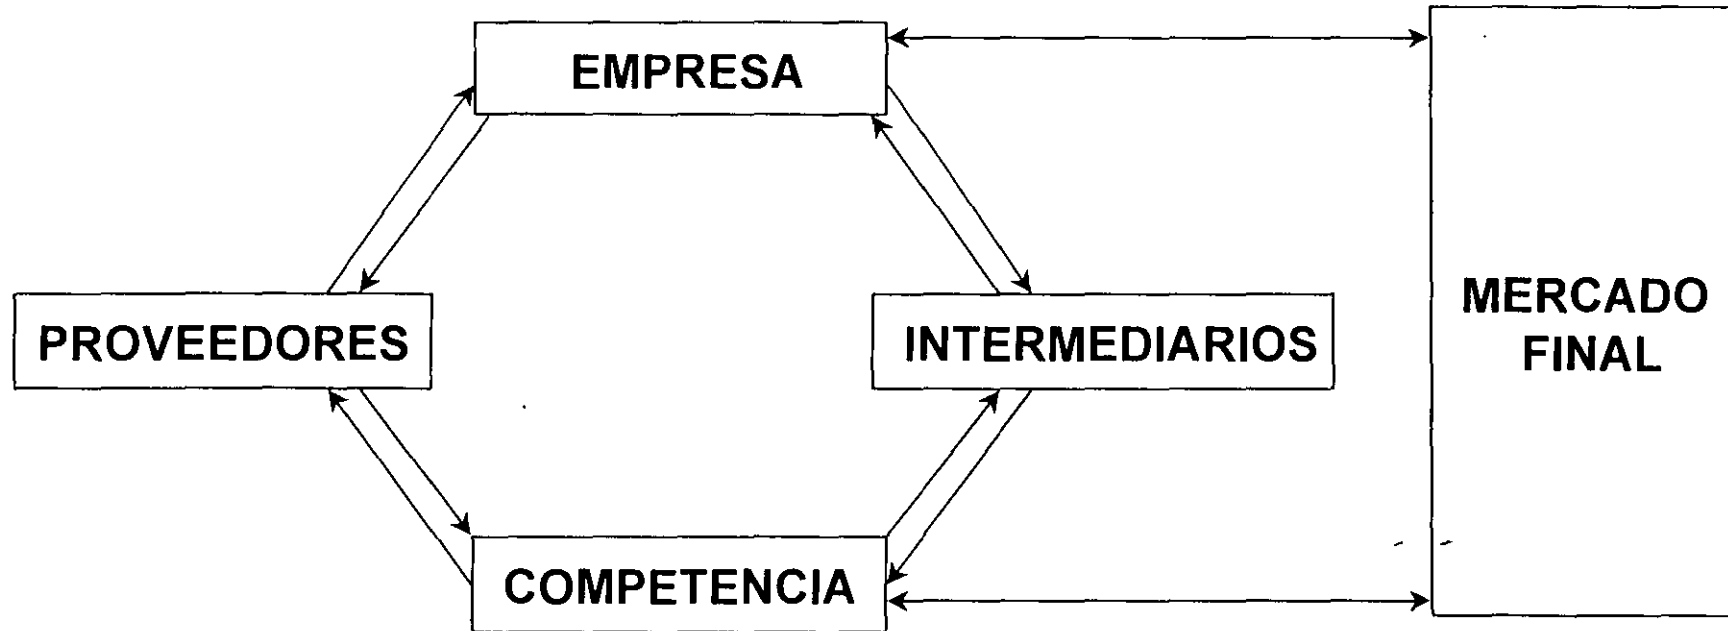 EMPRESA
PROVEEDORES
INTERMEDIARIOS
MERCADO
FINAL
COMPETENCIA